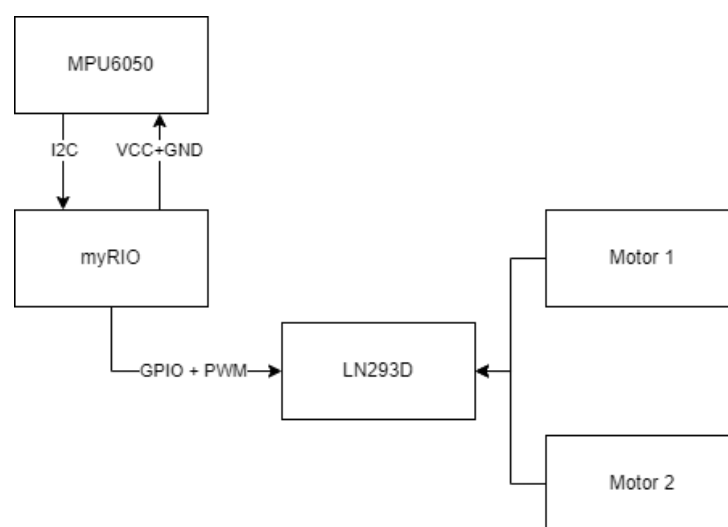 MPU6050
I2C
VCC+GND
myRIO
Motor 1
GPIO + PWM
LN293D
Motor 2